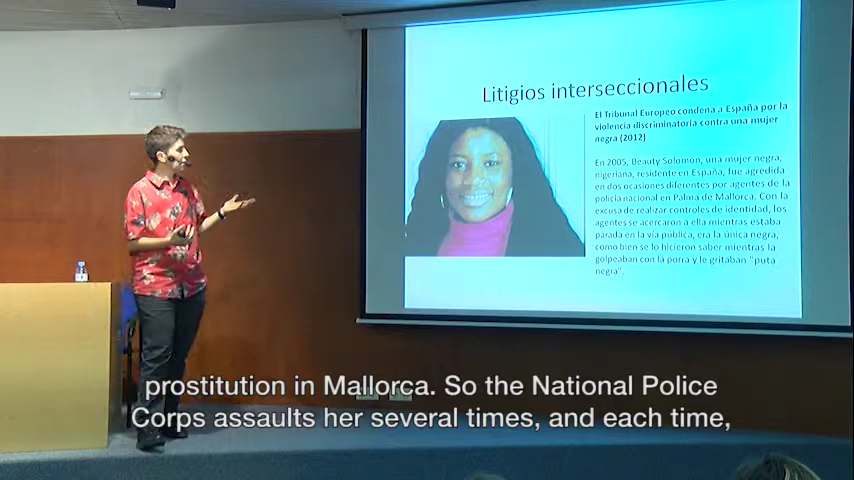 Litigios interseccionales
El Tribunal Europeo condena a España por la
violencia discriminatoria contra una mujer
negra (2012)
En 2005, Beauty Solomon, una mujer negra,
nigeriana, residente en España, fue agredida
en dos ocasiones diferentes por agentes de la
policía nacional en Palma de Mallorca. Con la
excusa de realizar controles de identidad, los
agentes se acercaron a ella mientras estaba
parada en la vía pública, era la única negra,
como bien se lo hicieron saber mientras la
golpeaban con la porra y le gritaban "puta
negra".
prostitution in Mallorca. So the National Police
Corps assaults her several times, and each time,